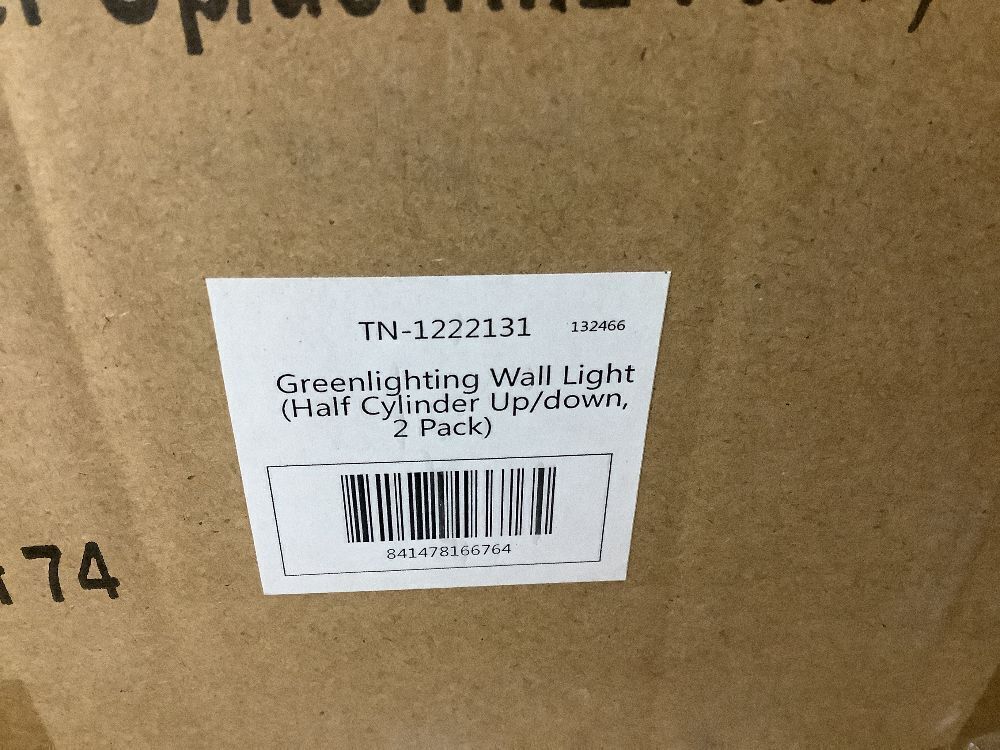 TN-1222131 132466
Greenlighting Wall Light
(Half Cylinder Up/down,
2 Pack)
841478166764
74